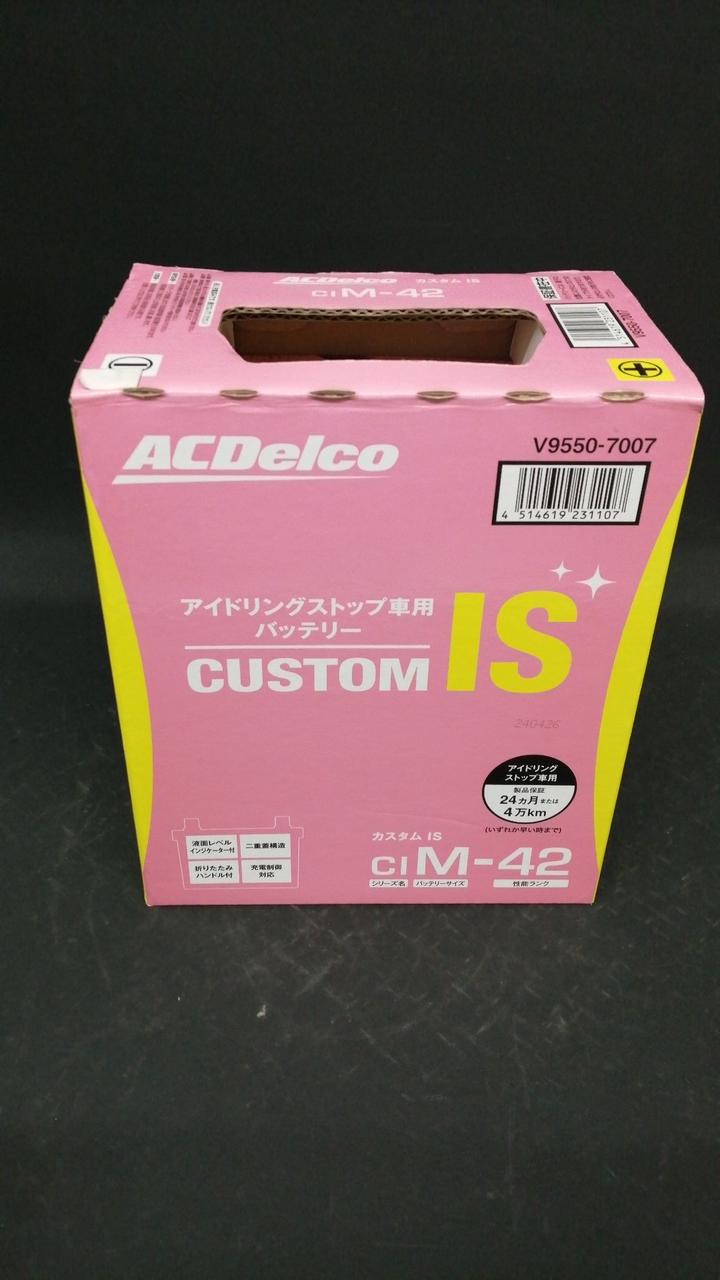 ACDelco カスタム IS
CI M-42
V9550-7007
ACDelco
V9550-7007
4 514619 231107
アイドリングストップ車用
バッテリー
CUSTOM IS
240426
アイドリング
ストップ車用
製品保証
24ヵ月または
4万km
(いずれか早い時まで)
液面レベル
インジケーター付
二重蓋構造
折りたたみ
ハンドル付
充電制御
対応
カスタム IS
CI M-42
シリーズ名 バッテリーサイズ 性能ランク